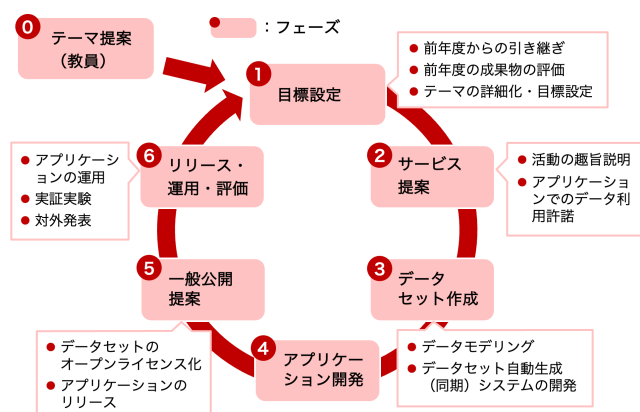 0
テーマ提案
（教員）
：フェーズ
1
目標設定
● 前年度からの引き継ぎ
● 前年度の成果物の評価
● テーマの詳細化・目標設定
2
サービス
提案
● 活動の趣旨説明
● アプリケーショ
ンでのデータ利
用許諾
3
データ
セット作成
● データモデリング
● データセット自動生成
（同期）システムの開発
4
アプリケー
ション開発
5
一般公開
提案
● データセットの
オープンライセンス化
● アプリケーションの
リリース
6
リリース・
運用・評価
● アプリケーシ
ョンの運用
● 実証実験
● 対外発表